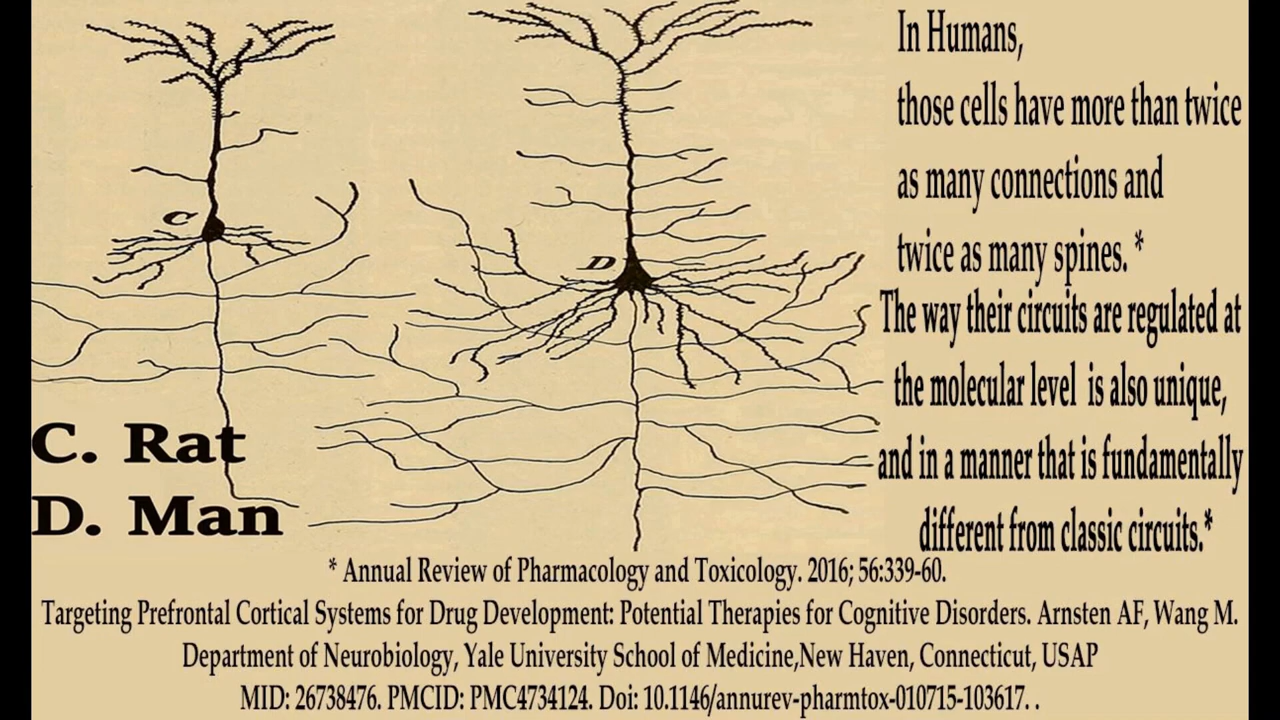 In Humans,
those cells have more than twice
as many connections and
twice as many spines. *
The way their circuits are regulated at
the molecular level is also unique,
and in a manner that is fundamentally
different from classic circuits.*
C
D
C. Rat
D. Man
* Annual Review of Pharmacology and Toxicology. 2016; 56:339-60.
Targeting Prefrontal Cortical Systems for Drug Development: Potential Therapies for Cognitive Disorders. Arnsten AF, Wang M.
Department of Neurobiology, Yale University School of Medicine,New Haven, Connecticut, USAP
MID: 26738476. PMCID: PMC4734124. Doi: 10.1146/annurev-pharmtox-010715-103617. .